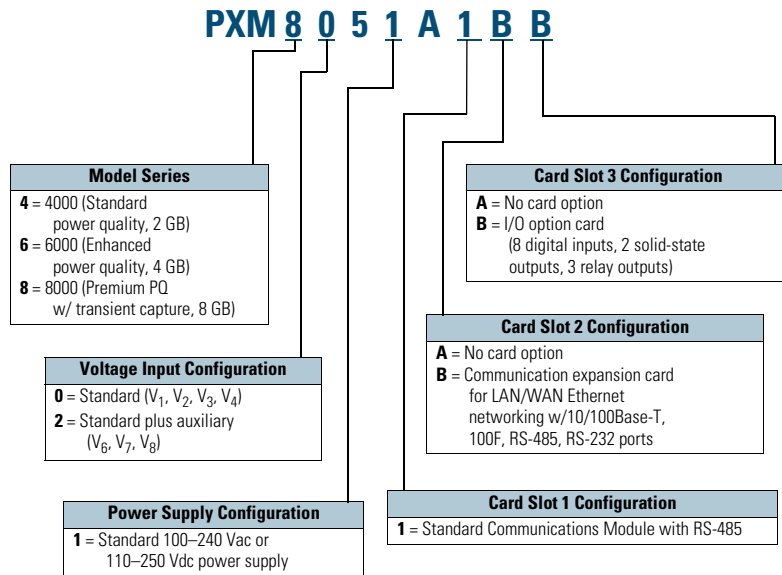 PXM 8 0 5 1 A 1 B B
Model Series
4 = 4000 (Standard
power quality, 2 GB)
6 = 6000 (Enhanced
power quality, 4 GB)
8 = 8000 (Premium PQ
w/ transient capture, 8 GB)
Voltage Input Configuration
0 = Standard (V1, V2, V3, V4)
2 = Standard plus auxiliary
(V6, V7, V8)
Power Supply Configuration
1 = Standard 100–240 Vac or
110–250 Vdc power supply
Card Slot 3 Configuration
A = No card option
B = I/O option card
(8 digital inputs, 2 solid-state
outputs, 3 relay outputs)
Card Slot 2 Configuration
A = No card option
B = Communication expansion card
for LAN/WAN Ethernet
networking w/10/100Base-T,
100F, RS-485, RS-232 ports
Card Slot 1 Configuration
1 = Standard Communications Module with RS-485